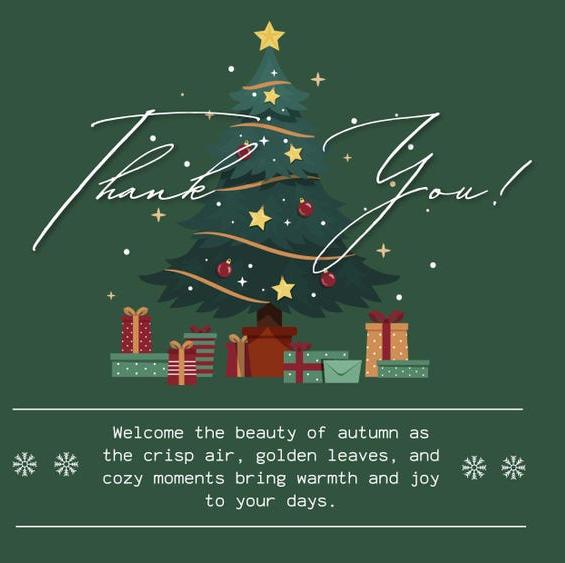 Thank You!
Welcome the beauty of autumn as
the crisp air, golden leaves, and
cozy moments bring warmth and joy
to your days.